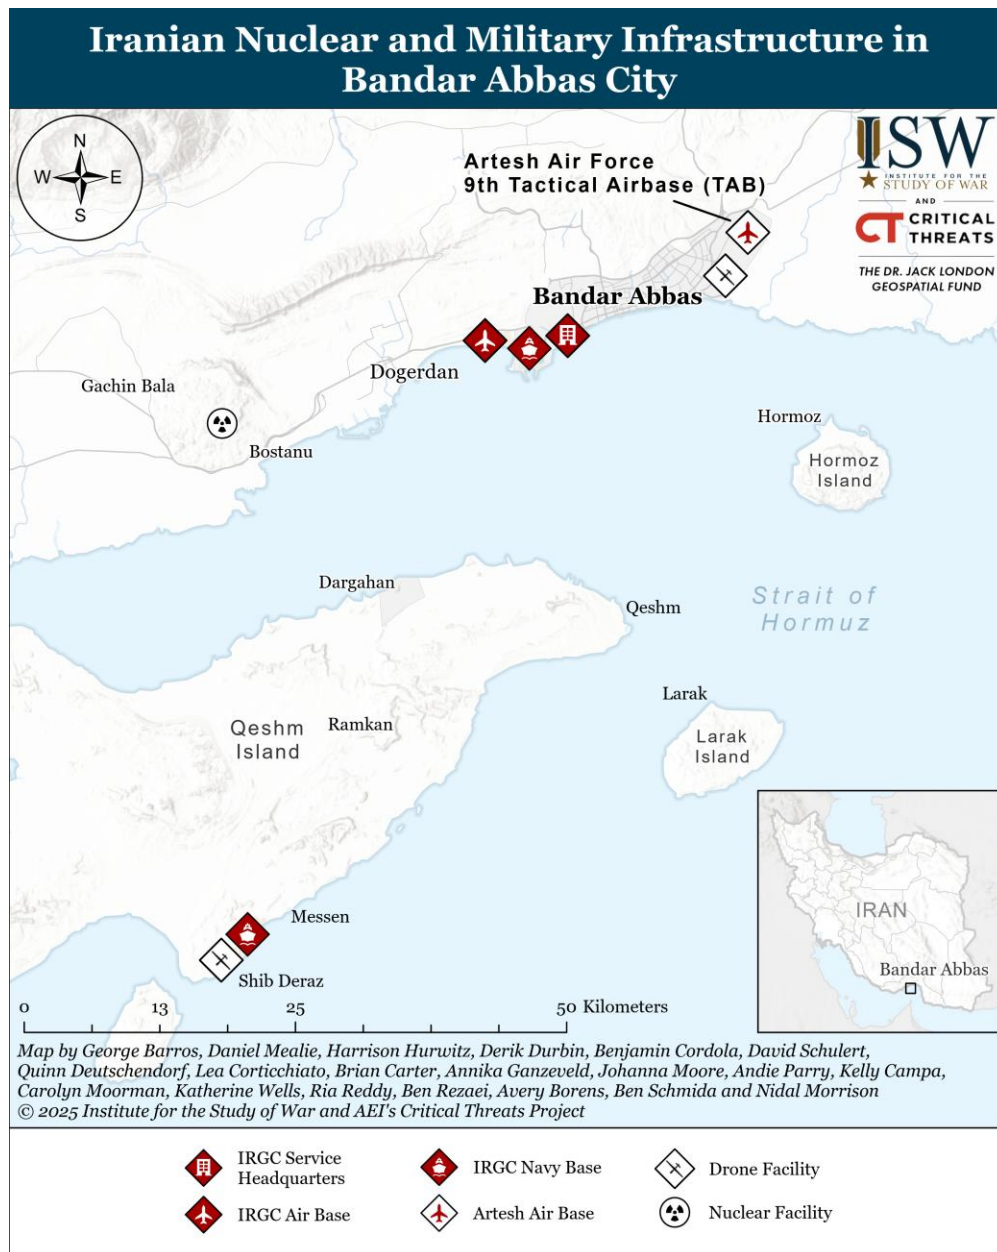 Iranian Nuclear and Military Infrastructure in
Bandar Abbas City
N
W
E
S
Artesh Air Force
9th Tactical Airbase (TAB)
ISW
INSTITUTE FOR THE
STUDY OF WAR
AND
CT CRITICAL
THREATS
THE DR. JACK LONDON
GEOSPATIAL FUND
Bandar Abbas
Dogerdan
Gachin Bala
Bostanu
Hormoz
Hormoz
Island
Dargahan
Qeshm
Strait of
Hormuz
Larak
Ramkan
Qeshm
Island
Larak
Island
IRAN
Bandar Abbas
Messen
Shib Deraz
0 13 25 50 Kilometers
Map by George Barros, Daniel Mealie, Harrison Hurwitz, Derik Durbin, Benjamin Cordola, David Schulert,
Quinn Deutschendorf, Lea Corticchiato, Brian Carter, Annika Ganzeveld, Johanna Moore, Andie Parry, Kelly Campa,
Carolyn Moorman, Katherine Wells, Ria Reddy, Ben Rezaei, Avery Borens, Ben Schmida and Nidal Morrison
© 2025 Institute for the Study of War and AEI's Critical Threats Project
IRGC Service
Headquarters
IRGC Navy Base
Drone Facility
IRGC Air Base
Artesh Air Base
Nuclear Facility